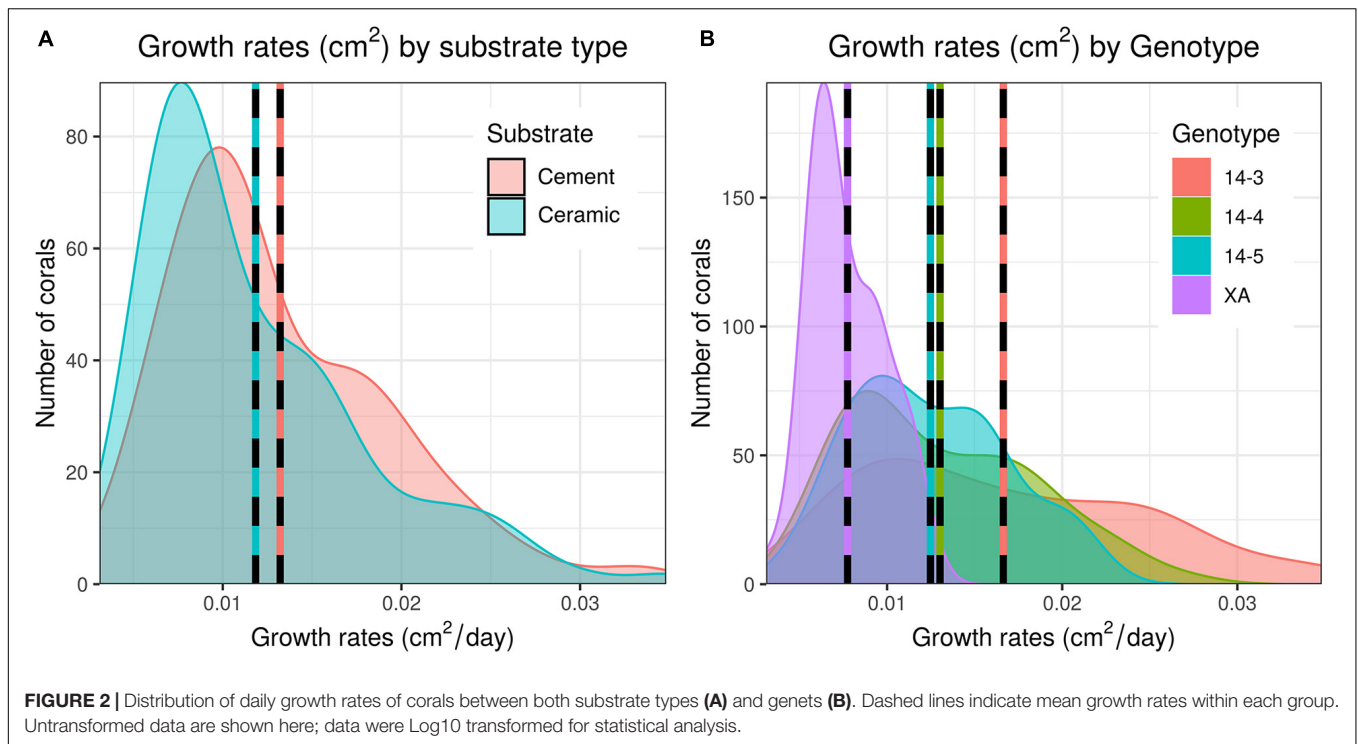 A
Growth rates (cm²) by substrate type
Number of corals
80
60
40
20
0
Substrate
Cement
Ceramic
0.01
0.02
0.03
Growth rates (cm²/day)
B
Growth rates (cm²) by Genotype
Number of corals
150
100
50
0
Genotype
14-3
14-4
14-5
XA
0.01
0.02
0.03
Growth rates (cm²/day)
FIGURE 2 | Distribution of daily growth rates of corals between both substrate types (A) and genets (B). Dashed lines indicate mean growth rates within each group.
Untransformed data are shown here; data were Log10 transformed for statistical analysis.